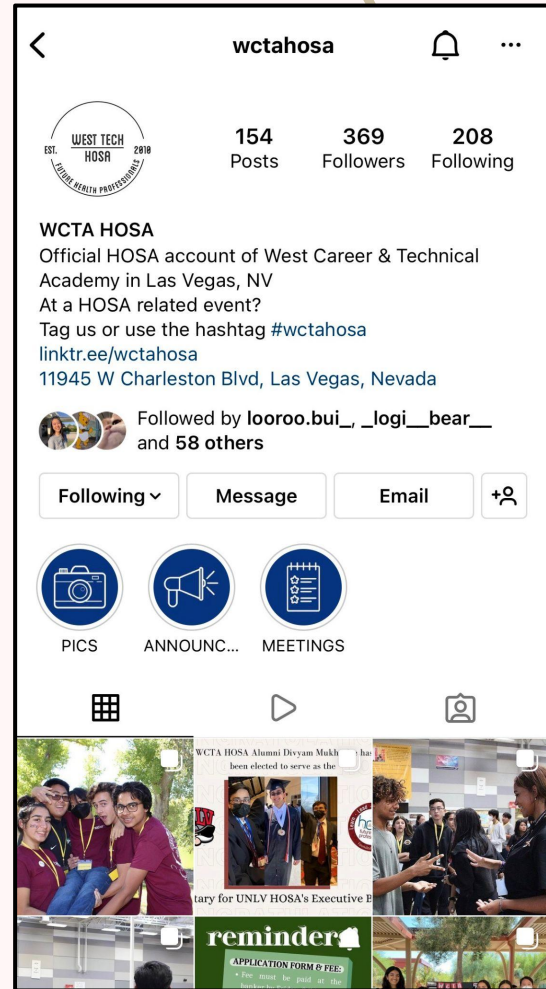 wctahosa
WEST TECH
HOSA
EST.
2018
FUTURE HEALTH PROFESSIONALS
154
Posts
369
Followers
208
Following
WCTA HOSA
Official HOSA account of West Career & Technical
Academy in Las Vegas, NV
At a HOSA related event?
Tag us or use the hashtag #wctahosa
linktr.ee/wctahosa
11945 W Charleston Blvd, Las Vegas, Nevada
Followed by looroo.bui_, _logi__bear__
and 58 others
Following
Message
Email
PICS
ANNOUNC...
MEETINGS
WCTA HOSA Alumni Divyam
been elected to serve as the
for UNLV HOSA's Executive
reminder
APPLICATION FORM & FEE:
• Fee must be paid at the